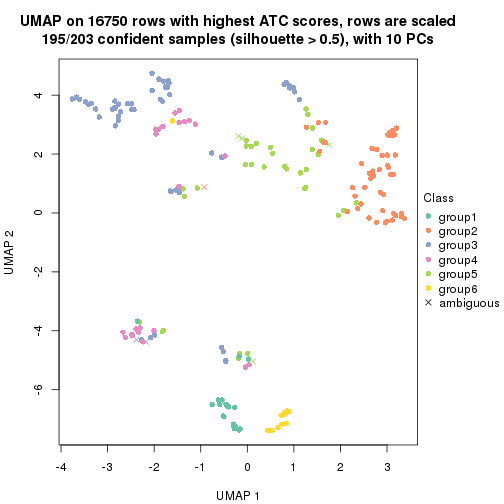 UMAP on 16750 rows with highest ATC scores, rows are scaled
195/203 confident samples (silhouette > 0.5), with 10 PCs
4
2
0
-2
-4
-6
UMAP 2
-4
-3
-2
-1
0
1
2
3
UMAP 1
Class
group1
group2
group3
group4
group5
group6
ambiguous